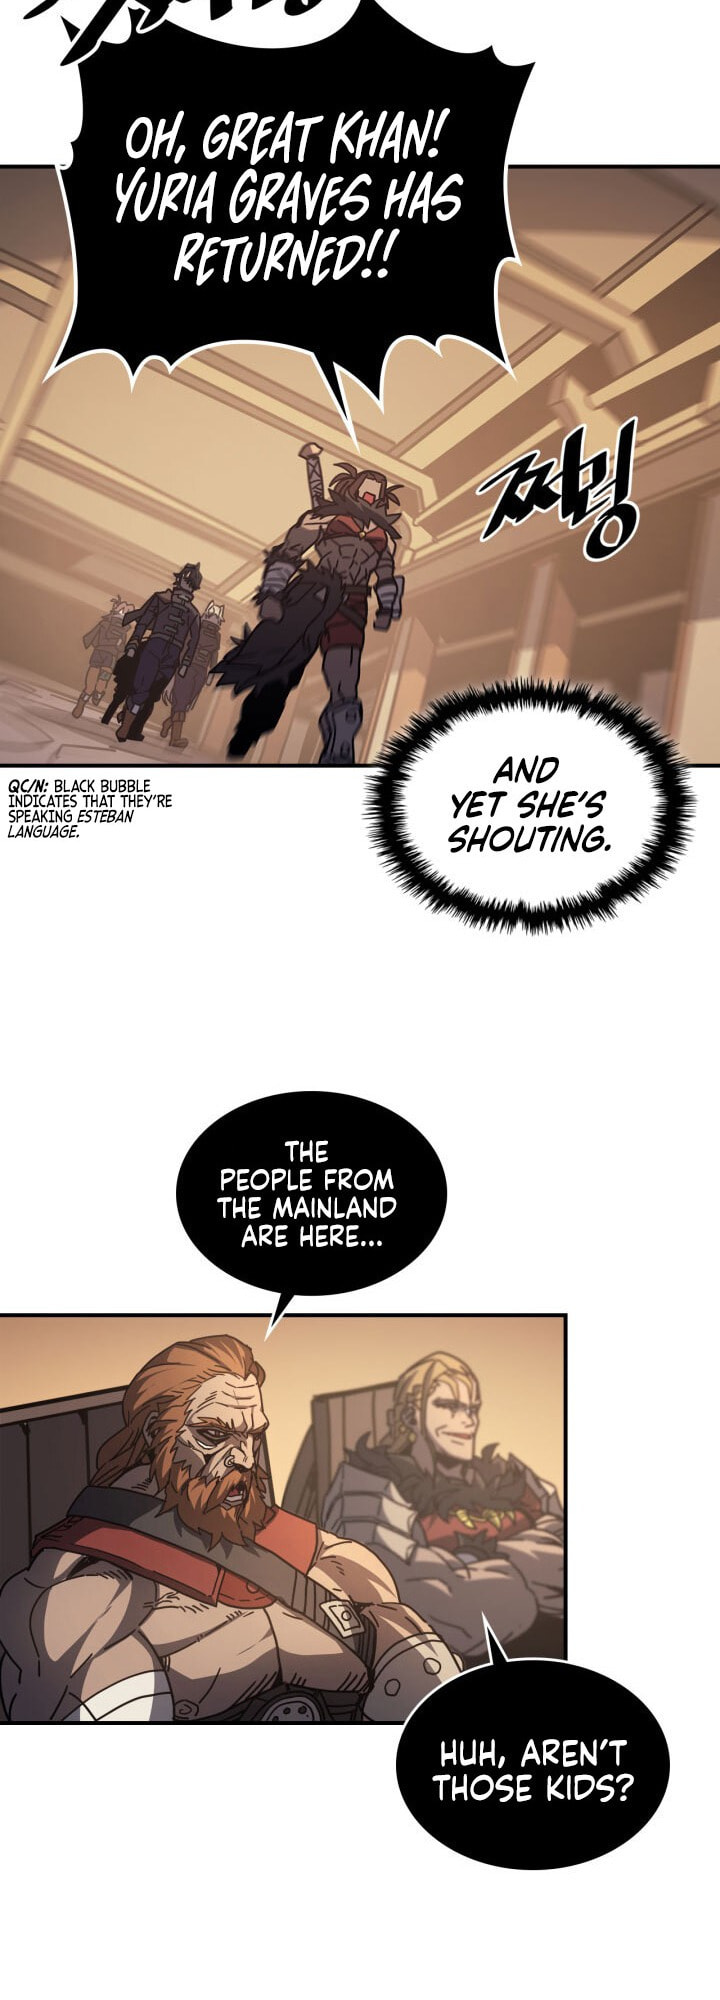 OH, GREAT KHAN!
YURIA GRAVES HAS
RETURNED!!
쩌렁
QC/N: BLACK BUBBLE
INDICATES THAT THEY'RE
SPEAKING ESTEBAN
LANGUAGE.
AND
YET SHE'S
SHOUTING.
THE
PEOPLE FROM
THE MAINLAND
ARE HERE...
HUH, AREN'T
THOSE KIDS?